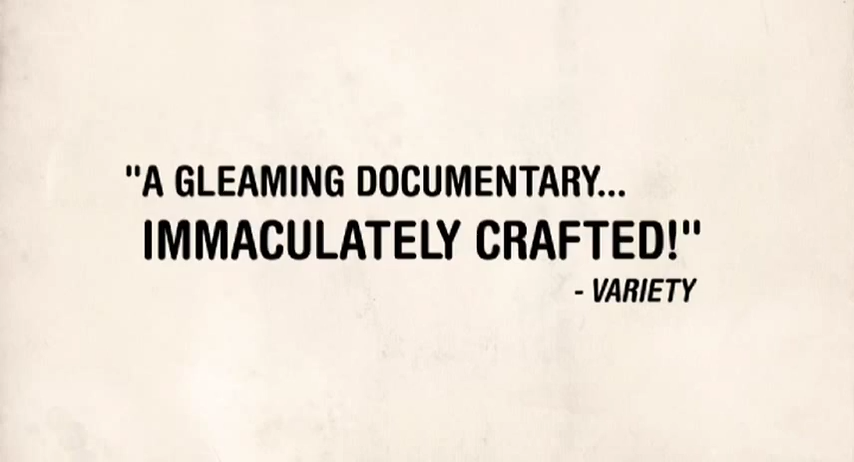 "A GLEAMING DOCUMENTARY...
IMMACULATELY CRAFTED!"
- VARIETY